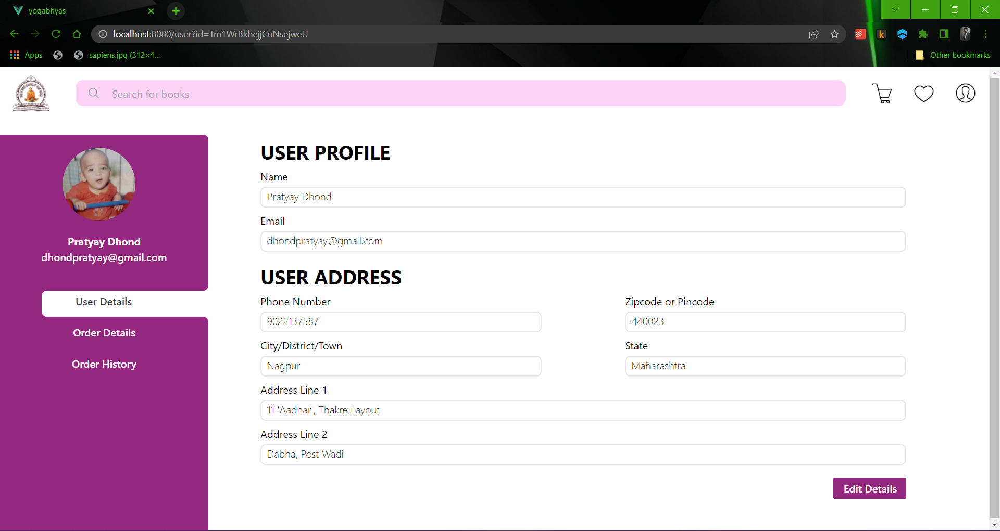 yogabhyas
localhost:8080/user?id=Tm1WrBkhejjCuNsejweU
Apps
sapiens.jpg (312×4...
Other bookmarks
Search for books
Pratyay Dhond
dhondpratyay@gmail.com
User Details
Order Details
Order History
USER PROFILE
Name
Pratyay Dhond
Email
dhondpratyay@gmail.com
USER ADDRESS
Phone Number
Zipcode or Pincode
9022137587
440023
City/District/Town
State
Nagpur
Maharashtra
Address Line 1
11 'Aadhar', Thakre Layout
Address Line 2
Dabha, Post Wadi
Edit Details